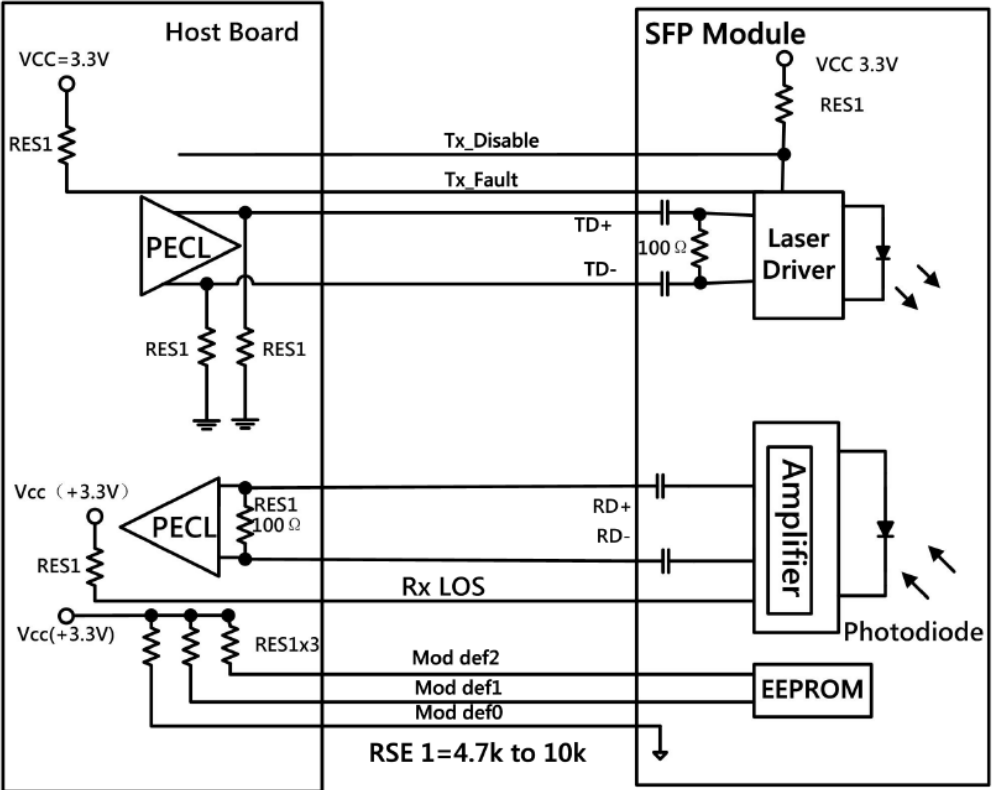 Host Board
SFP Module
VCC=3.3V
VCC 3.3V
RES1
RES1
Tx_Disable
Tx_Fault
PECL
TD+
100Ω
TD-
Laser
Driver
RES1
RES1
Vcc（+3.3V）
PECL
RES1
100Ω
RD+
RD-
Amplifier
RES1
Rx LOS
Vcc(+3.3V)
RES1x3
Photodiode
Mod def2
Mod def1
Mod def0
EEPROM
RSE 1=4.7k to 10k